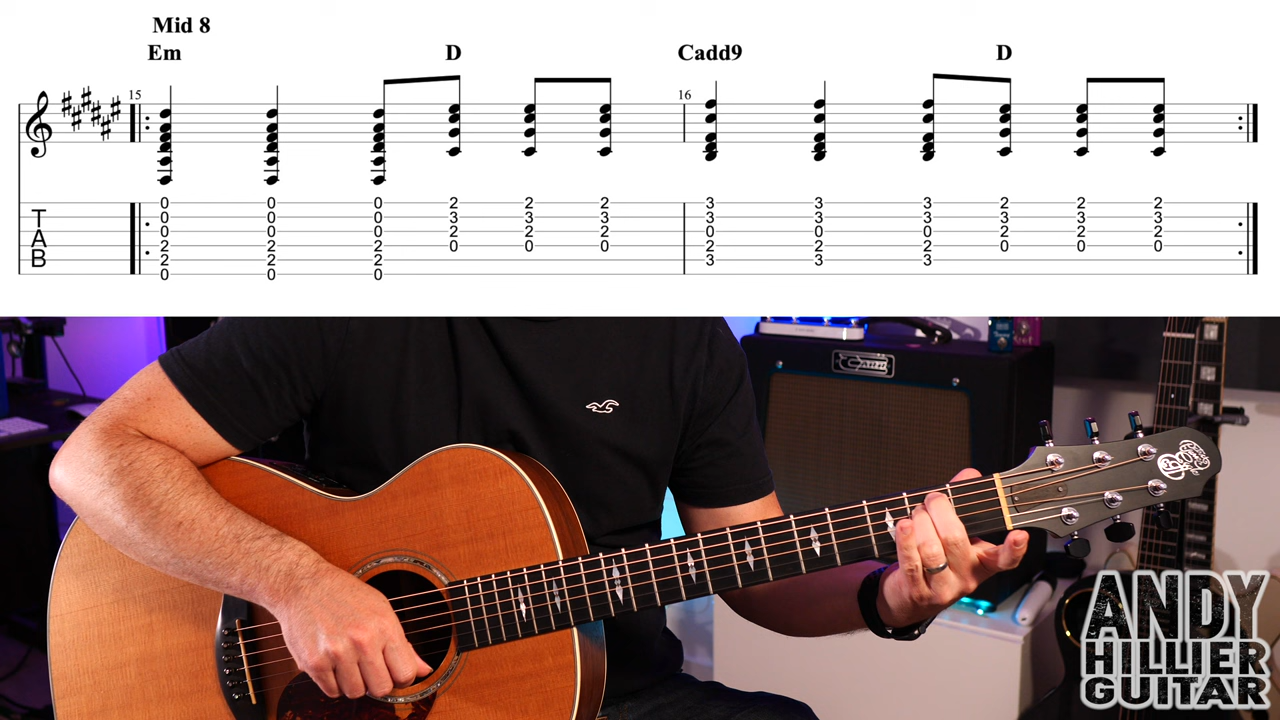 Mid 8
Em D Cadd9 D
15 16
0 0 0 2 2 2 3 3 3 2 2 2
T 0 0 0 3 3 3 3 3 3 3 3 3
A 0 0 0 2 2 2 0 0 0 2 2 2
2 2 2 0 0 0 2 2 2 0 0 0
B 2 2 2 3 3 3
0 0 0
ANDY
HILLIER
GUITAR